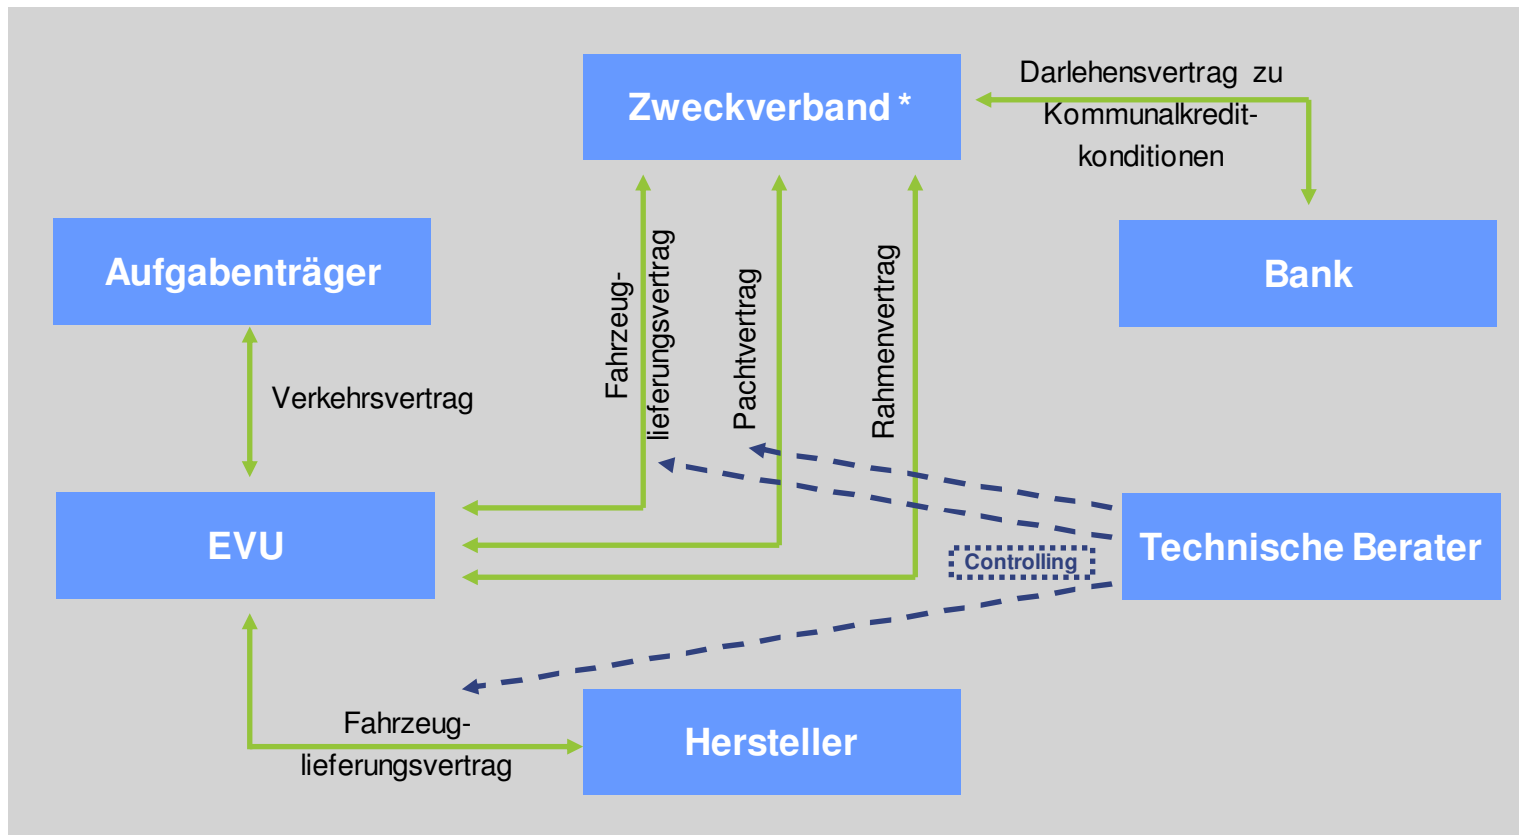 Zweckverband *
Darlehensvertrag zu
Kommunalkredit-
konditionen
Aufgabenträger
Bank
Fahrzeug-
lieferungsvertrag
Pachtvertrag
Rahmenvertrag
Verkehrsvertrag
EVU
Technische Berater
Controlling
Hersteller
Fahrzeug-
lieferungsvertrag